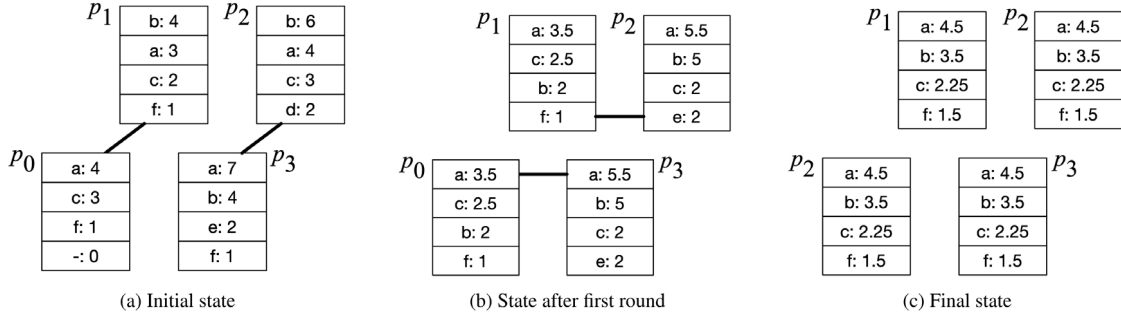 p1
b: 4
a: 3
c: 2
f: 1
p2
b: 6
a: 4
c: 3
d: 2
p0
a: 4
c: 3
f: 1
-: 0
a: 7
b: 4
e: 2
f: 1
p3
(a) Initial state
p1
a: 3.5
c: 2.5
b: 2
f: 1
p2
a: 5.5
b: 5
c: 2
e: 2
p0
a: 3.5
c: 2.5
b: 2
f: 1
a: 5.5
b: 5
c: 2
e: 2
p3
(b) State after first round
p1
a: 4.5
b: 3.5
c: 2.25
f: 1.5
p2
a: 4.5
b: 3.5
c: 2.25
f: 1.5
p2
a: 4.5
b: 3.5
c: 2.25
f: 1.5
a: 4.5
b: 3.5
c: 2.25
f: 1.5
p3
(c) Final state